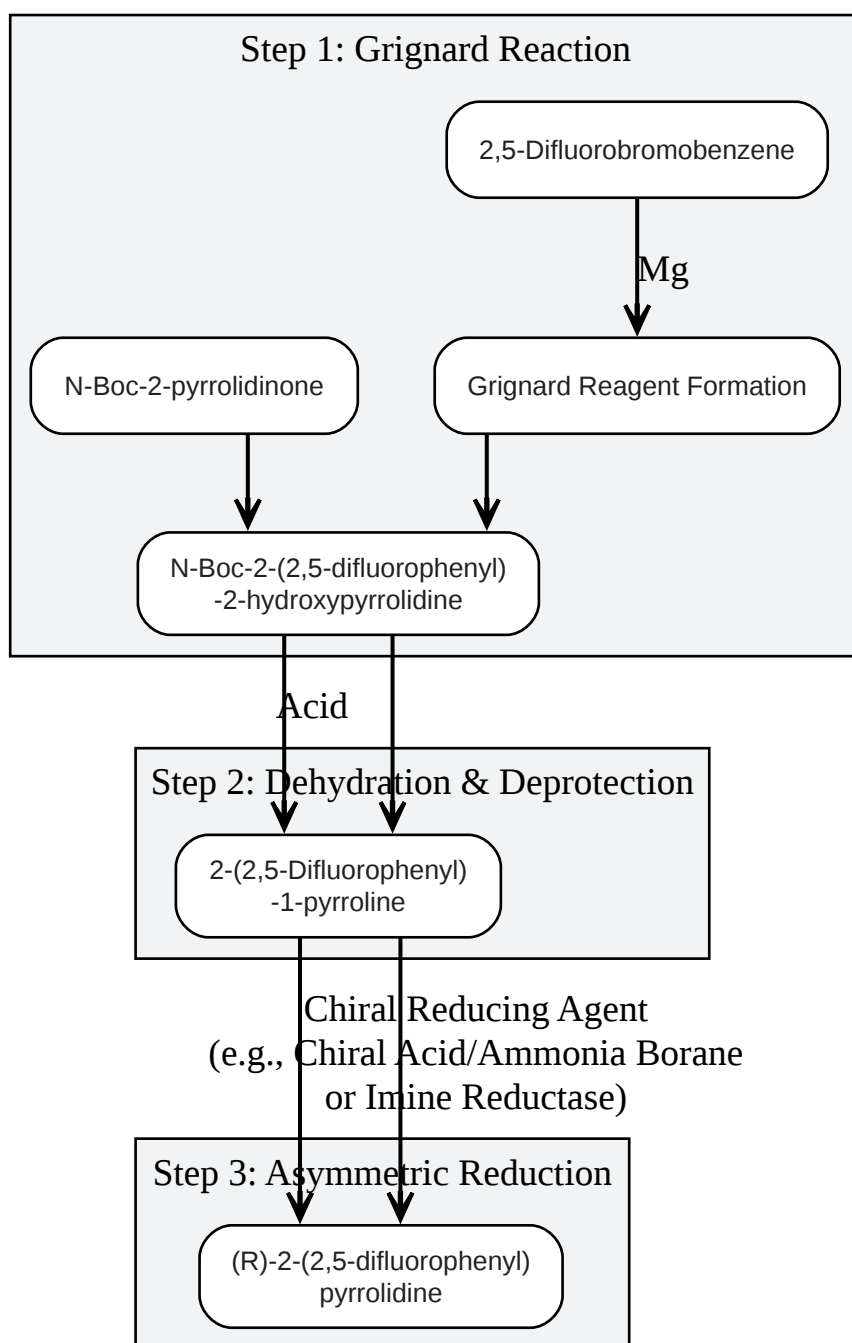 Step 1: Grignard Reaction
2,5-Difluorobromobenzene
Mg
N-Boc-2-pyrrolidinone
Grignard Reagent Formation
N-Boc-2-(2,5-difluorophenyl)
-2-hydroxypyrrolidine
Acid
Step 2: Dehydration & Deprotection
2-(2,5-Difluorophenyl)
-1-pyrroline
Chiral Reducing Agent
(e.g., Chiral Acid/Ammonia Borane
or Imine Reductase)
Step 3: Asymmetric Reduction
(R)-2-(2,5-difluorophenyl)
pyrrolidine